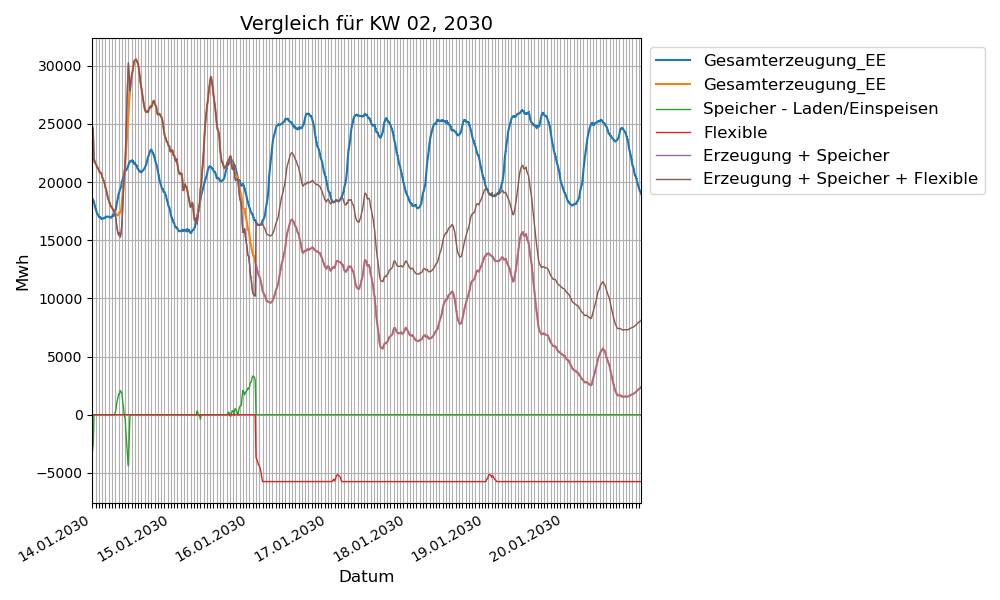 Vergleich für KW 02, 2030
30000
25000
20000
15000
10000
5000
0
−5000
Mwh
14.01.2030
15.01.2030
16.01.2030
17.01.2030
18.01.2030
19.01.2030
20.01.2030
Datum
Gesamterzeugung_EE
Gesamterzeugung_EE
Speicher - Laden/Einspeisen
Flexible
Erzeugung + Speicher
Erzeugung + Speicher + Flexible